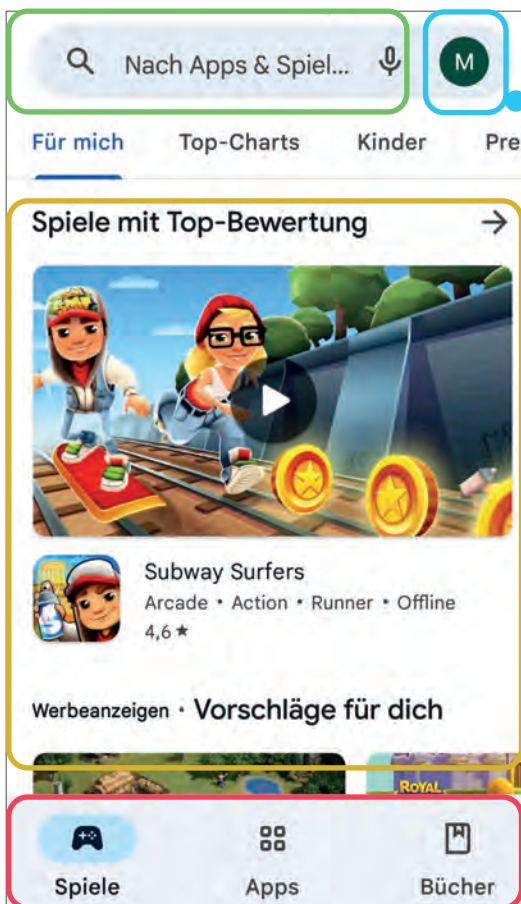 Nach Apps & Spiel...
M
Für mich Top-Charts Kinder Pre
Spiele mit Top-Bewertung
Subway Surfers
Arcade • Action • Runner • Offline
4,6 ★
Werbeanzeigen • Vorschläge für dich
ROYAL
Spiele Apps Bücher